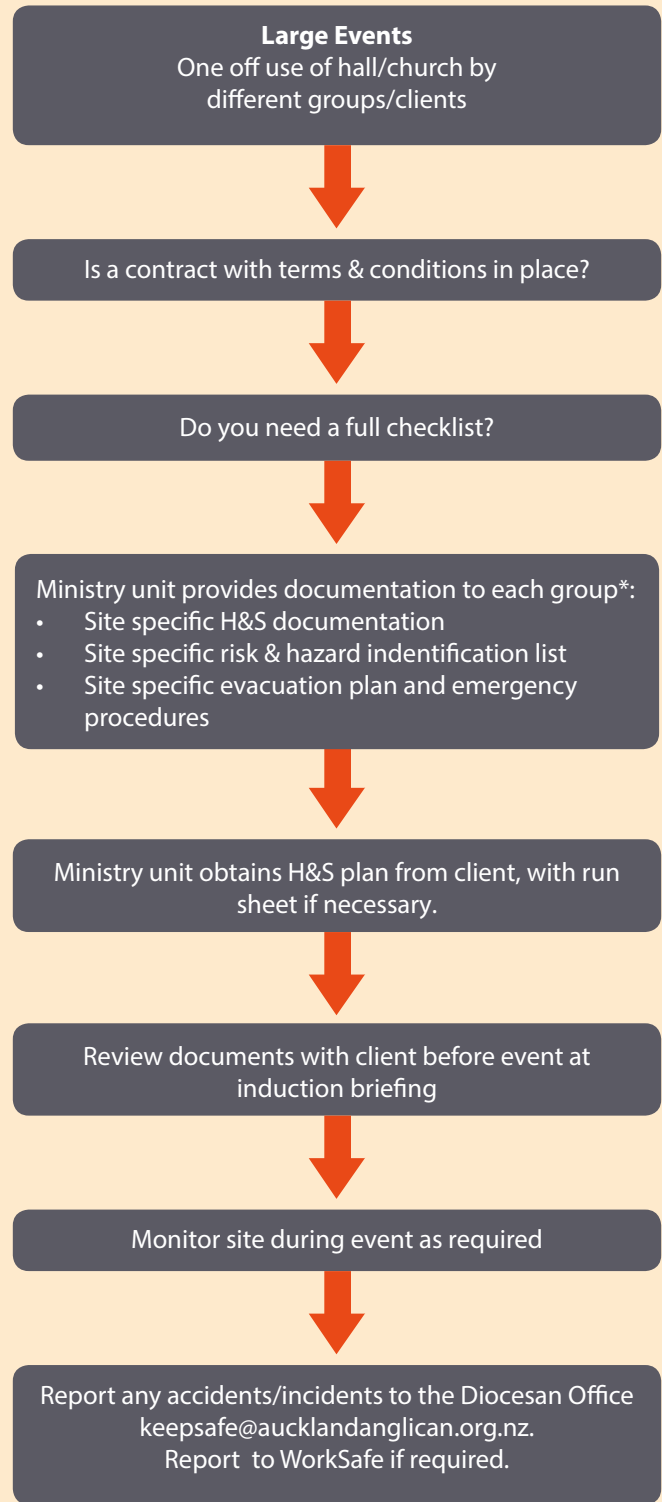 Large Events
One off use of hall/church by
different groups/clients
Is a contract with terms & conditions in place?
Do you need a full checklist?
Ministry unit provides documentation to each group*:
• Site specific H&S documentation
• Site specific risk & hazard indentification list
• Site specific evacuation plan and emergency
procedures
Ministry unit obtains H&S plan from client, with run
sheet if necessary.
Review documents with client before event at
induction briefing
Monitor site during event as required
Report any accidents/incidents to the Diocesan Office
keepsafe@aucklandanglican.org.nz.
Report to WorkSafe if required.